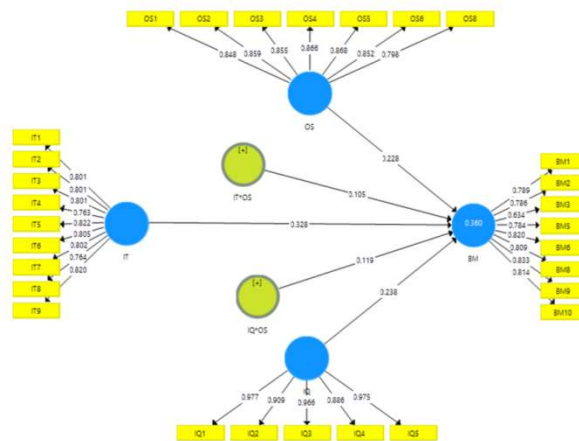 OS1 OS2 OS3 OS4 OS5 OS6 OS8
0.848 0.859 0.855 0.866 0.868 0.852 0.798
OS
[+]
IT*OS
0.228
0.105
IT1
IT2
IT3
IT4
IT5
IT6
IT7
IT8
IT9
0.801
0.801
0.801
0.763
0.822
0.805
0.802
0.764
0.820
IT
0.328
0.360
BM
BM1
BM2
BM3
BM5
BM6
BM8
BM9
BM10
0.789
0.786
0.634
0.784
0.820
0.809
0.833
0.814
[+]
IQ*OS
0.119
0.238
IQ
0.977 0.909 0.966 0.886 0.975
IQ1 IQ2 IQ3 IQ4 IQ5